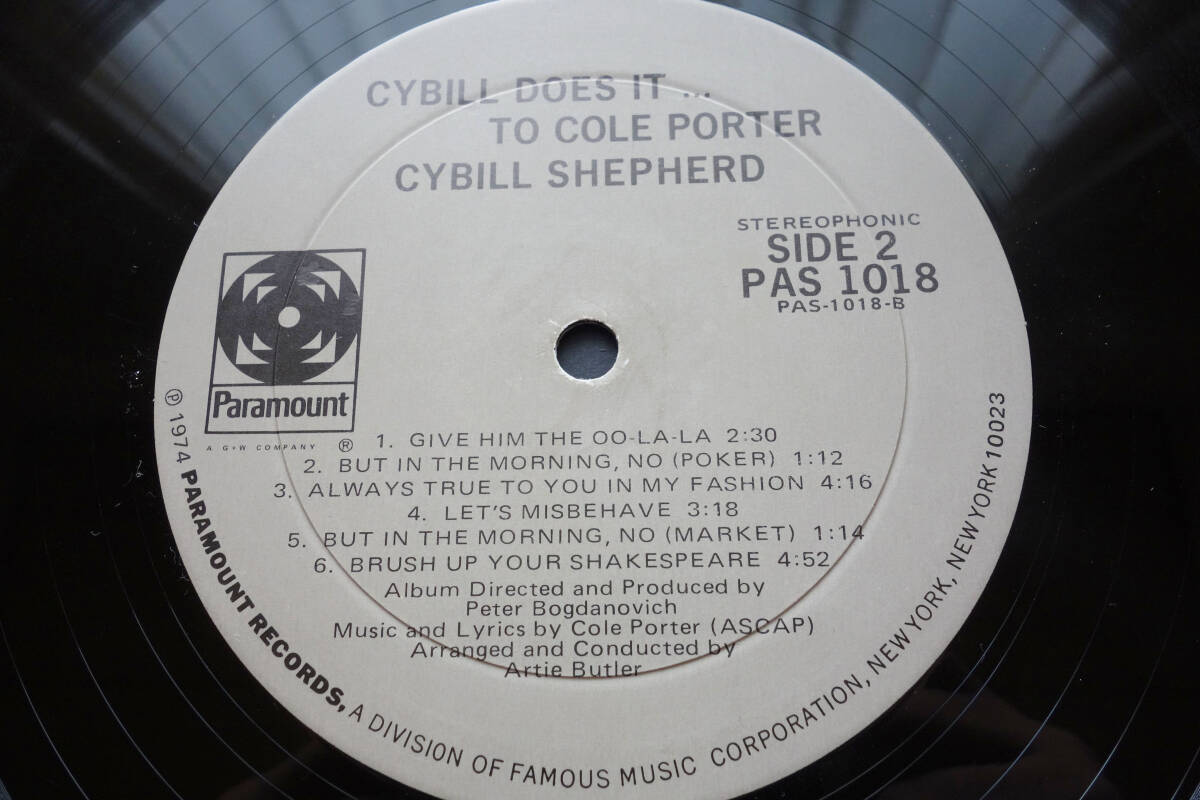 CYBILL DOES IT ...
TO COLE PORTER
CYBILL SHEPHERD
STEREOPHONIC
SIDE 2
PAS 1018
PAS-1018-B
Paramount
A G+W COMPANY ®
1. GIVE HIM THE OO-LA-LA 2:30
2. BUT IN THE MORNING, NO (POKER) 1:12
3. ALWAYS TRUE TO YOU IN MY FASHION 4:16
4. LET'S MISBEHAVE 3:18
5. BUT IN THE MORNING, NO (MARKET) 1:14
6. BRUSH UP YOUR SHAKESPEARE 4:52
Album Directed and Produced by
Peter Bogdanovich
Music and Lyrics by Cole Porter (ASCAP)
Arranged and Conducted by
Artie Butler
℗ 1974 PARAMOUNT RECORDS, A DIVISION OF FAMOUS MUSIC CORPORATION, NEW YORK, NEW YORK 10023